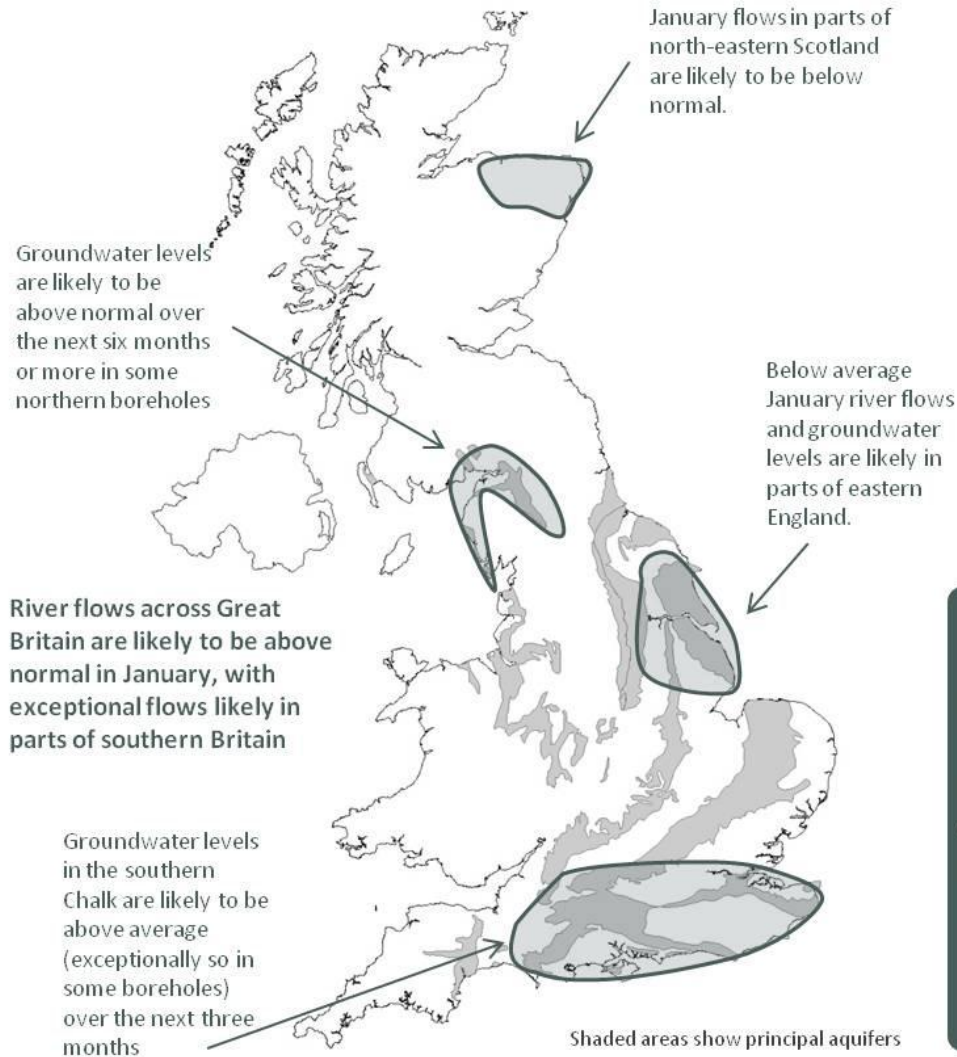 January flows in parts of
north-eastern Scotland
are likely to be below
normal.
Groundwater levels
are likely to be
above normal over
the next six months
or more in some
northern boreholes
Below average
January river flows
and groundwater
levels are likely in
parts of eastern
England.
River flows across Great
Britain are likely to be above
normal in January, with
exceptional flows likely in
parts of southern Britain
Groundwater levels
in the southern
Chalk are likely to be
above average
(exceptionally so in
some boreholes)
over the next three
months
Shaded areas show principal aquifers